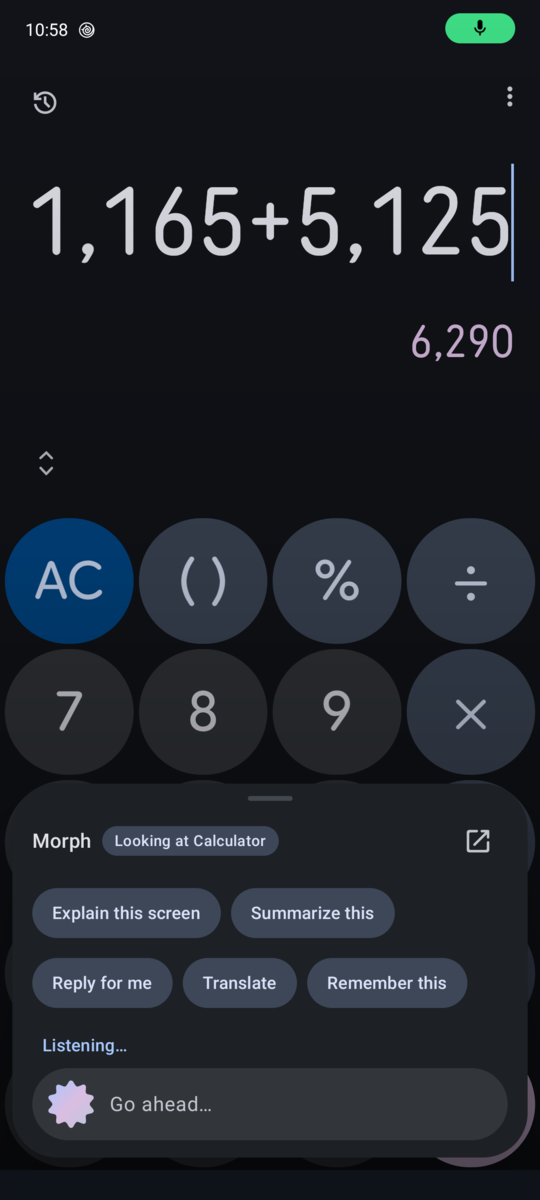 10:58
1,165+5,125
6,290
AC ( ) % ÷
7 8 9 ×
Morph Looking at Calculator
Explain this screen Summarize this
Reply for me Translate Remember this
Listening…
Go ahead…